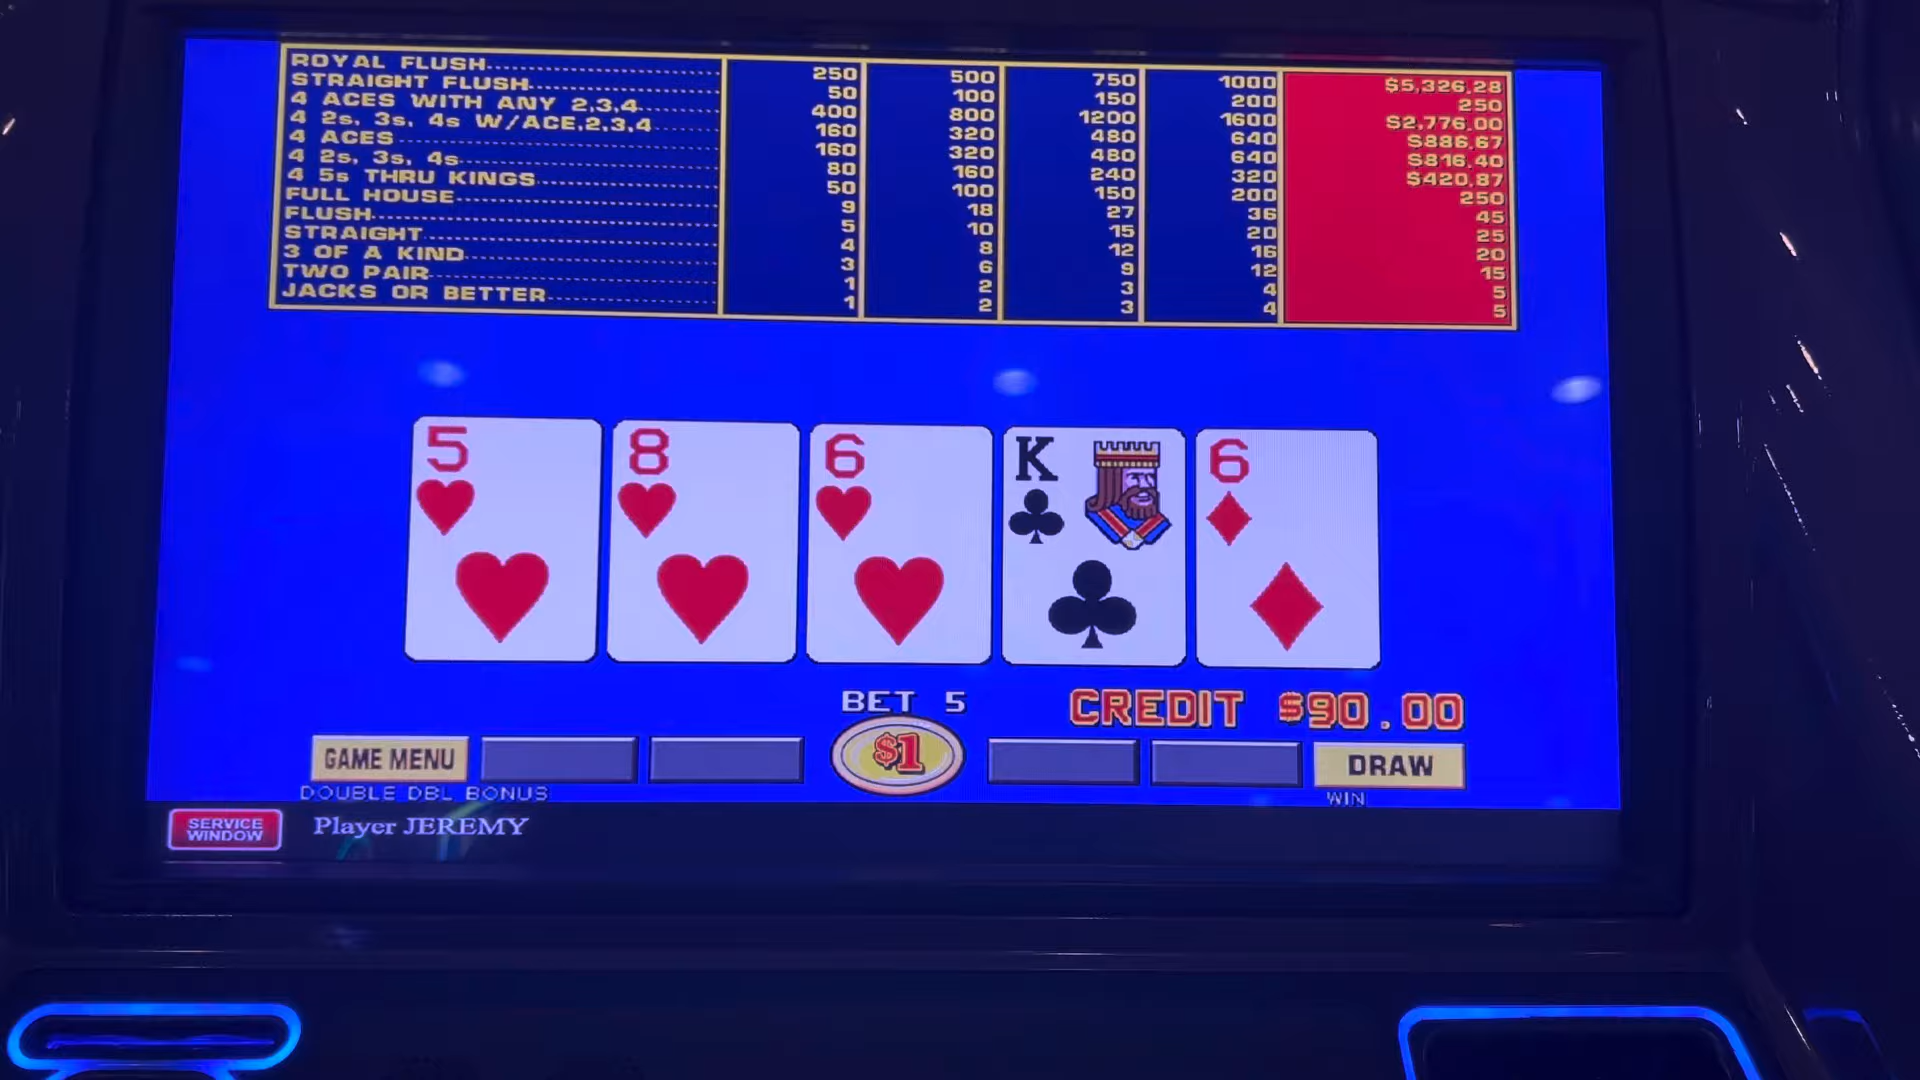 ROYAL FLUSH 250 500 750 1000 $5,326.28
STRAIGHT FLUSH 50 100 150 200 250
4 ACES WITH ANY 2,3,4 400 800 1200 1600 $2,776.00
4 2s, 3s, 4s W/ACE,2,3,4 160 320 480 640 $886.67
4 ACES 160 320 480 640 $816.40
4 2s, 3s, 4s 80 160 240 320 $420.87
4 5s THRU KINGS 50 100 150 200 250
FULL HOUSE 9 18 27 36 45
FLUSH 5 10 15 20 25
STRAIGHT 4 8 12 16 20
3 OF A KIND 3 6 9 12 15
TWO PAIR 1 2 3 4 5
JACKS OR BETTER 1 2 3 4 5
5 8 6 K 6
BET 5 CREDIT $90.00
GAME MENU $1 DRAW
DOUBLE DBL BONUS WIN
SERVICE WINDOW Player JEREMY